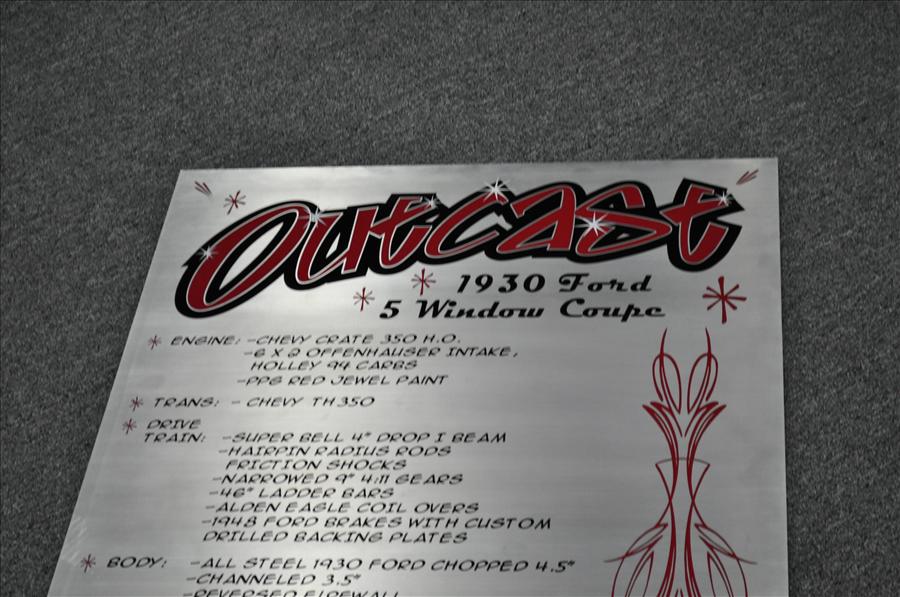 Outcast
1930 Ford
5 Window Coupe
* ENGINE: -CHEVY CRATE 350 H.O.
-6 X 2 OFFENHAUSER INTAKE,
HOLLEY 94 CARBS
-PPG RED JEWEL PAINT
* TRANS: - CHEVY TH350
* DRIVE
TRAIN: -SUPER BELL 4" DROP I BEAM
-HAIRPIN RADIUS RODS
FRICTION SHOCKS
-NARROWED 9" 4:11 GEARS
-46" LADDER BARS
-ALDEN EAGLE COIL OVERS
-1948 FORD BRAKES WITH CUSTOM
DRILLED BACKING PLATES
* BODY: -ALL STEEL 1930 FORD CHOPPED 4.5"
-CHANNELED 3.5"
-REVERSED FIREWALL